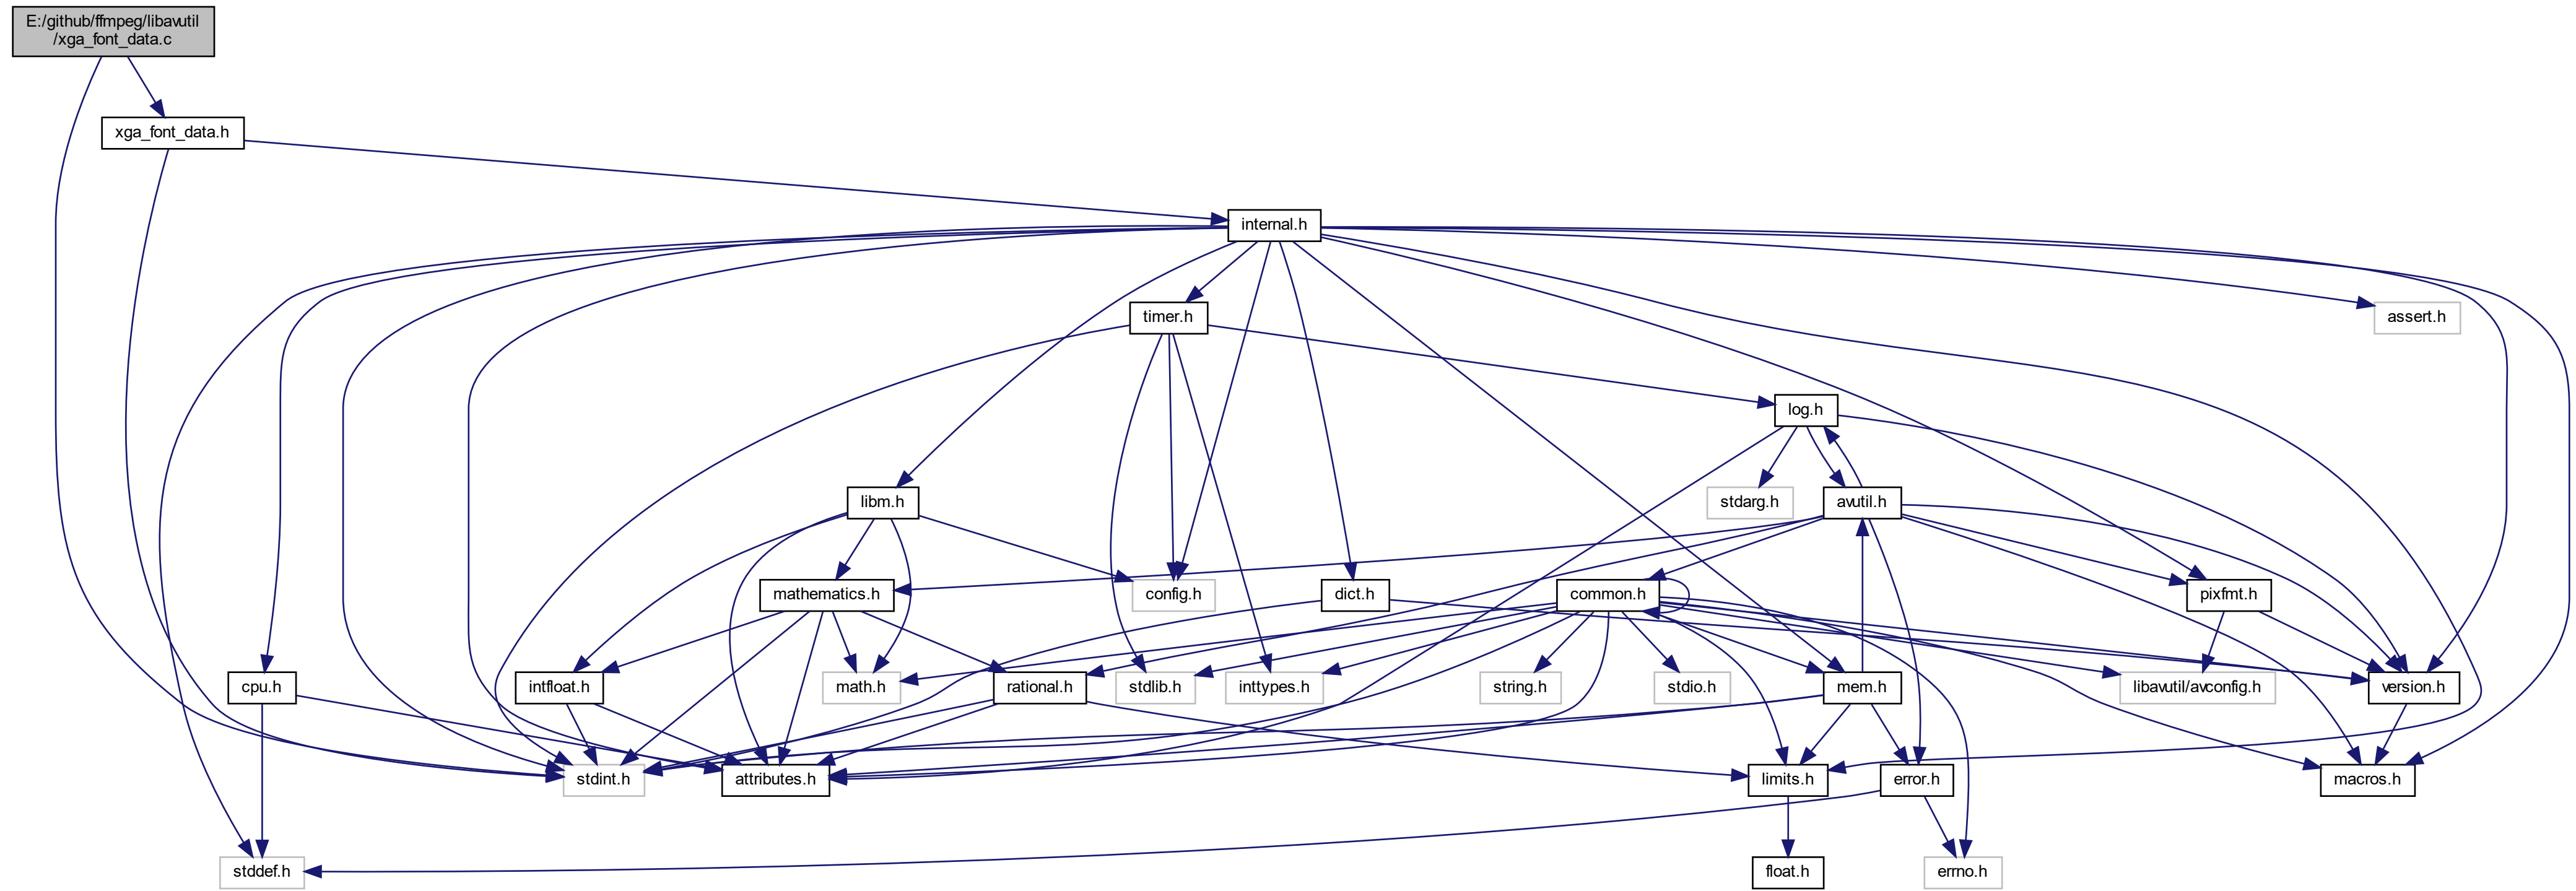 E:/github/ffmpeg/libavutil
/xga_font_data.c
xga_font_data.h
internal.h
timer.h
assert.h
log.h
libm.h
stdarg.h
avutil.h
mathematics.h
config.h
dict.h
common.h
pixfmt.h
cpu.h
intfloat.h
math.h
rational.h
stdlib.h
inttypes.h
string.h
stdio.h
mem.h
libavutil/avconfig.h
version.h
stdint.h
attributes.h
limits.h
error.h
macros.h
stddef.h
float.h
errno.h